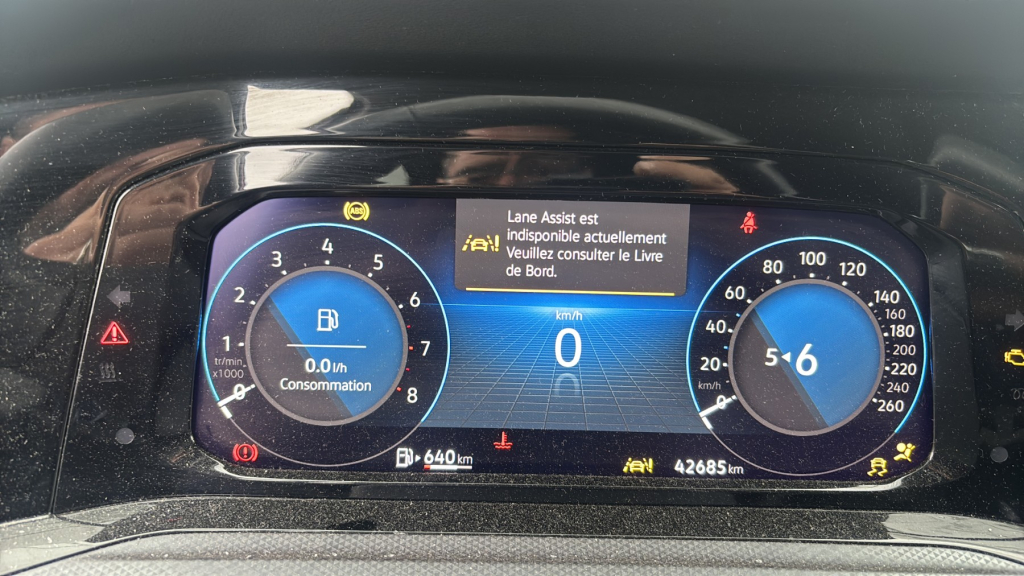 ABS
Lane Assist est
indisponible actuellement
Veuillez consulter le Livre
de Bord.
0
1
2
3
4
5
6
7
8
tr/min
x1000
0.0 l/h
Consommation
km/h
0
0
20
40
60
80
100
120
140
160
180
200
220
240
260
km/h
5 ◂ 6
640 km
42685 km